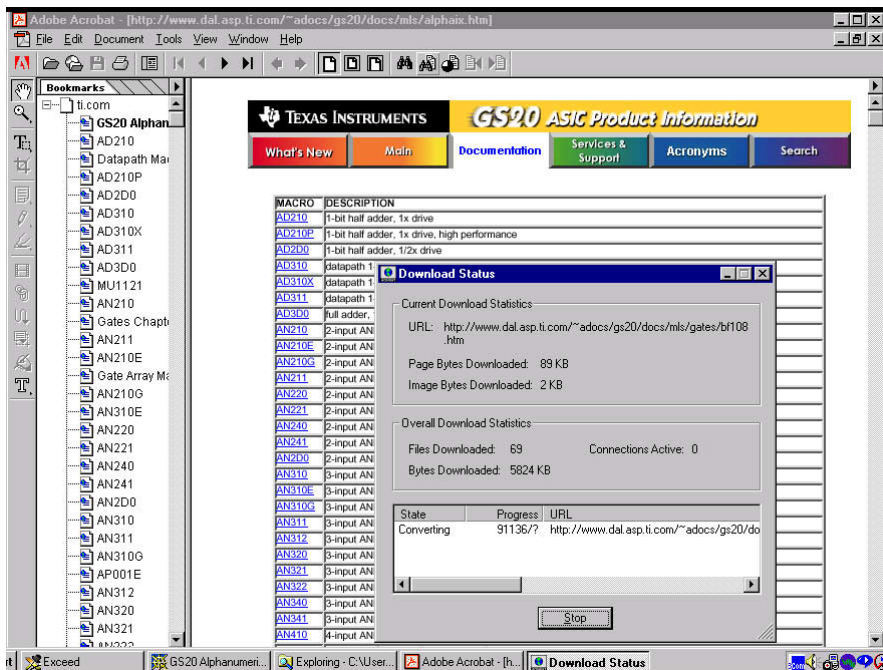 Adobe Acrobat - [http://www.dal.asp.ti.com/~adocs/gs20/docs/mls/alphaix.htm]
File Edit Document Tools View Window Help
Bookmarks
ti.com
GS20 Alphan
AD210
Datapath Mac
AD210P
AD2D0
AD310
AD310X
AD311
AD3D0
MU1121
AN210
Gates Chapt
AN211
AN210E
Gate Array Ma
AN210G
AN310E
AN220
AN221
AN240
AN241
AN2D0
AN310
AN311
AN310G
AP001E
AN312
AN320
AN321
TEXAS INSTRUMENTS
GS20 ASIC Product Information
What's New Main Documentation Services & Support Acronyms Search
MACRO DESCRIPTION
AD210 1-bit half adder, 1x drive
AD210P 1-bit half adder, 1x drive, high performance
AD2D0 1-bit half adder, 1/2x drive
AD310 datapath 1-
AD310X datapath 1-
AD311 datapath 1-
AD3D0 full adder,
AN210 2-input AN
AN210E 2-input AN
AN210G 2-input AN
AN211 2-input AN
AN220 2-input AN
AN221 2-input AN
AN240 2-input AN
AN241 2-input AN
AN2D0 2-input AN
AN310 3-input AN
AN310E 3-input AN
AN310G 3-input AN
AN311 3-input AN
AN312 3-input AN
AN320 3-input AN
AN321 3-input AN
AN322 3-input AN
AN340 3-input AN
AN341 3-input AN
AN410 4-input AN
Download Status
Current Download Statistics
URL: http://www.dal.asp.ti.com/~adocs/gs20/docs/mls/gates/bf108
.htm
Page Bytes Downloaded: 89 KB
Image Bytes Downloaded: 2 KB
Overall Download Statistics
Files Downloaded: 69 Connections Active: 0
Bytes Downloaded: 5824 KB
State Progress URL
Converting 91136/? http://www.dal.asp.ti.com/~adocs/gs20/do
Stop
Exceed GS20 Alphanumeri... Exploring - C:\User... Adobe Acrobat - [h... Download Status